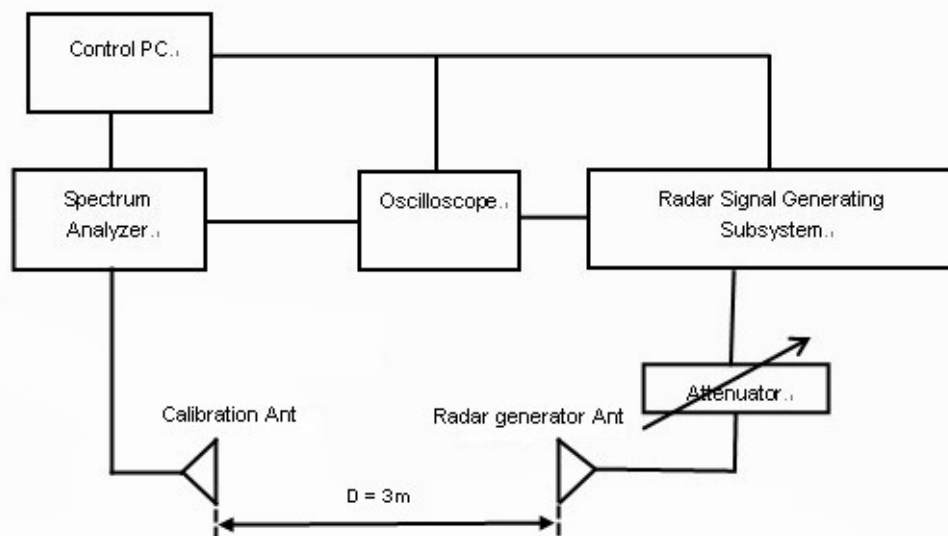 Control PC.
Spectrum
Analyzer.
Oscilloscope.
Radar Signal Generating
Subsystem.
Attenuator.
Calibration Ant
Radar generator Ant
D = 3m